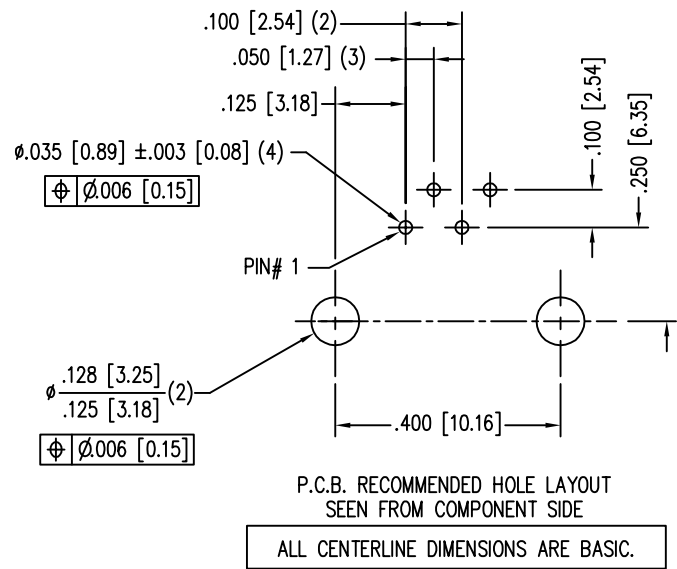 .100 [2.54] (2)
.050 [1.27] (3)
.125 [3.18]
ø.035 [0.89] ±.003 [0.08] (4)
⌖ Ø.006 [0.15]
PIN# 1
.100 [2.54]
.250 [6.35]
ø .128 [3.25]
.125 [3.18] (2)
⌖ Ø.006 [0.15]
.400 [10.16]
P.C.B. RECOMMENDED HOLE LAYOUT
SEEN FROM COMPONENT SIDE
ALL CENTERLINE DIMENSIONS ARE BASIC.